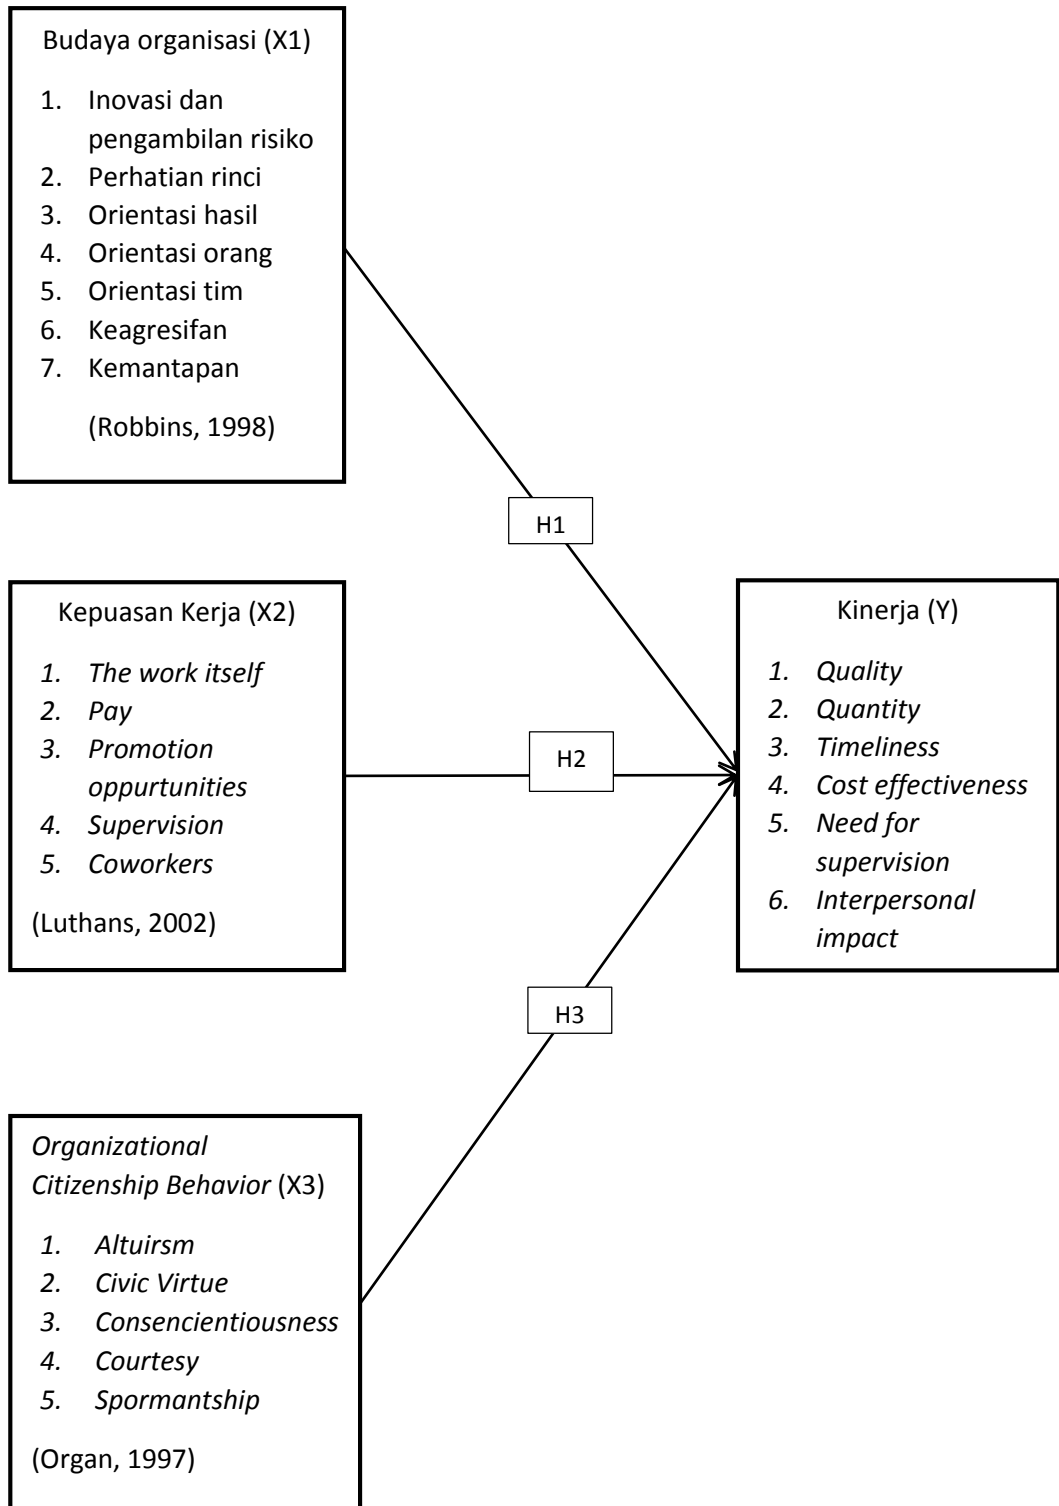 Budaya organisasi (X1)
1. Inovasi dan
pengambilan risiko
2. Perhatian rinci
3. Orientasi hasil
4. Orientasi orang
5. Orientasi tim
6. Keagresifan
7. Kemantapan
(Robbins, 1998)
H1
Kepuasan Kerja (X2)
1. The work itself
2. Pay
3. Promotion
oppurtunities
4. Supervision
5. Coworkers
(Luthans, 2002)
H2
Kinerja (Y)
1. Quality
2. Quantity
3. Timeliness
4. Cost effectiveness
5. Need for
supervision
6. Interpersonal
impact
H3
Organizational
Citizenship Behavior (X3)
1. Altuirsm
2. Civic Virtue
3. Consencientiousness
4. Courtesy
5. Spormantship
(Organ, 1997)